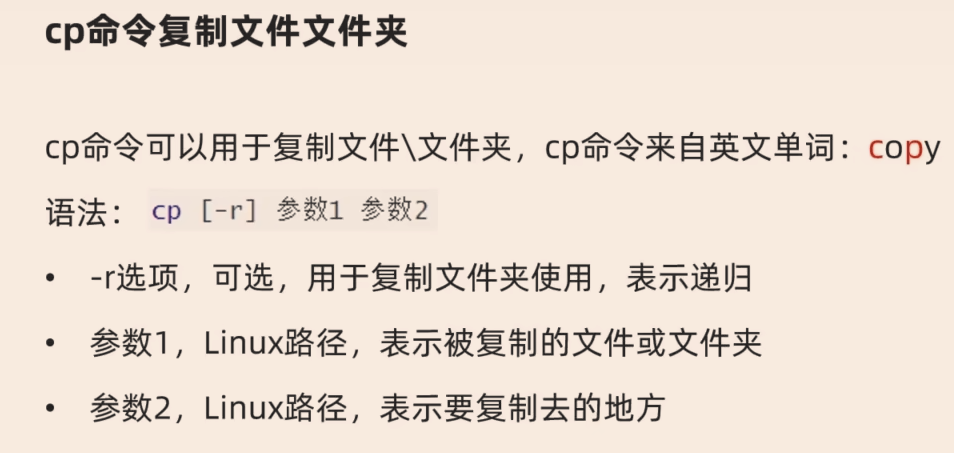 cp命令复制文件文件夹
cp命令可以用于复制文件\文件夹，cp命令来自英文单词：copy
语法： cp [-r] 参数1 参数2
• -r选项，可选，用于复制文件夹使用，表示递归
• 参数1，Linux路径，表示被复制的文件或文件夹
• 参数2，Linux路径，表示要复制去的地方